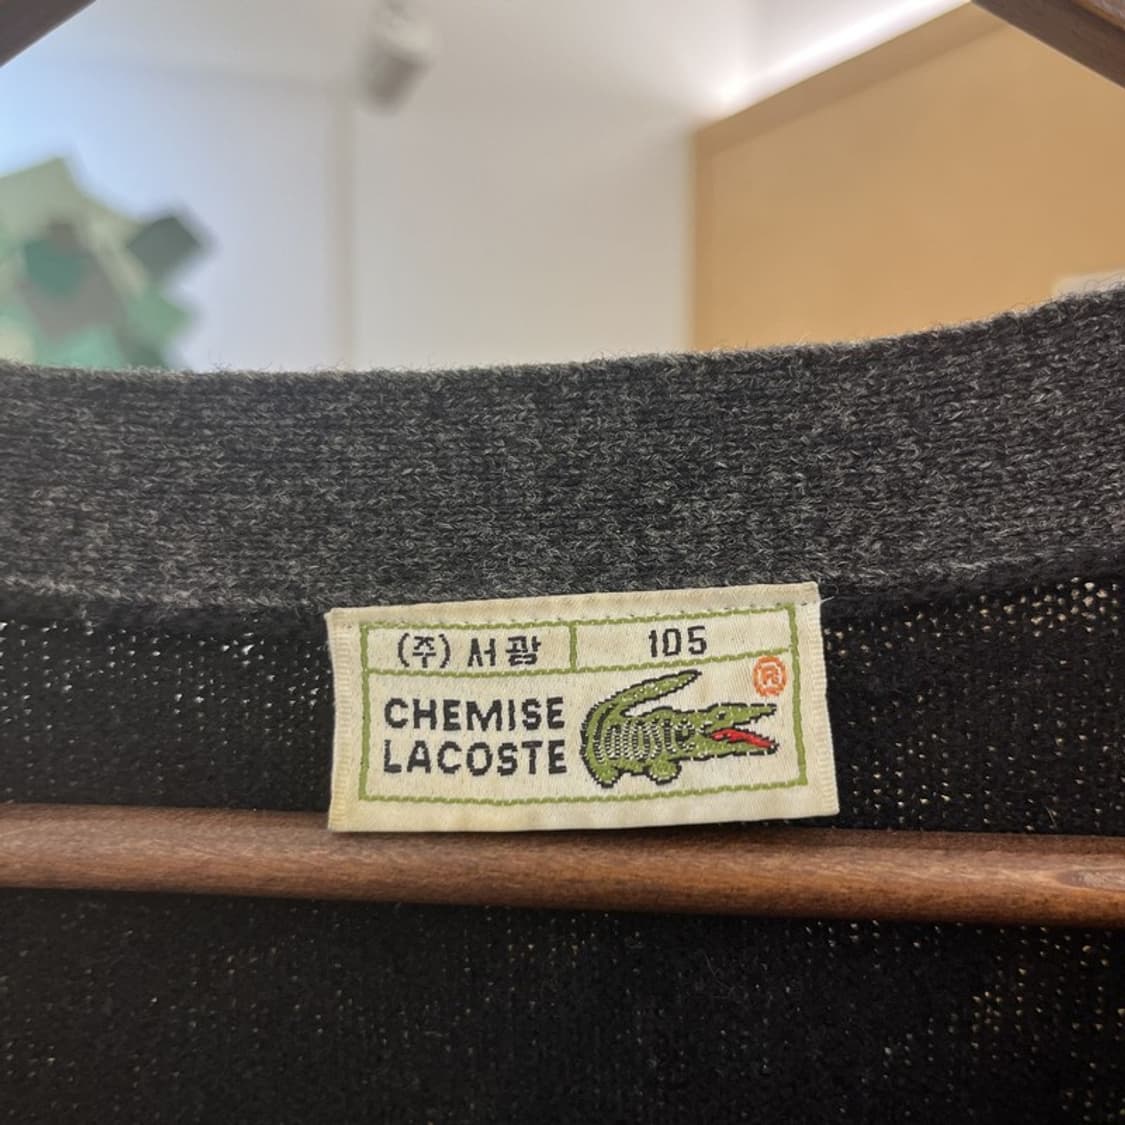 (주) 서광 105
CHEMISE
LACOSTE
®